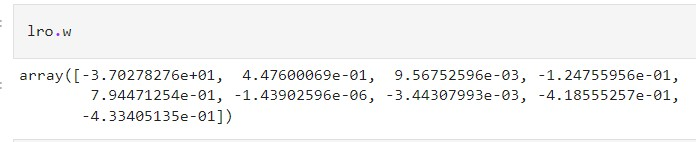 lro.w
array([-3.70278276e+01, 4.47600069e-01, 9.56752596e-03, -1.24755956e-01,
7.94471254e-01, -1.43902596e-06, -3.44307993e-03, -4.18555257e-01,
-4.33405135e-01])